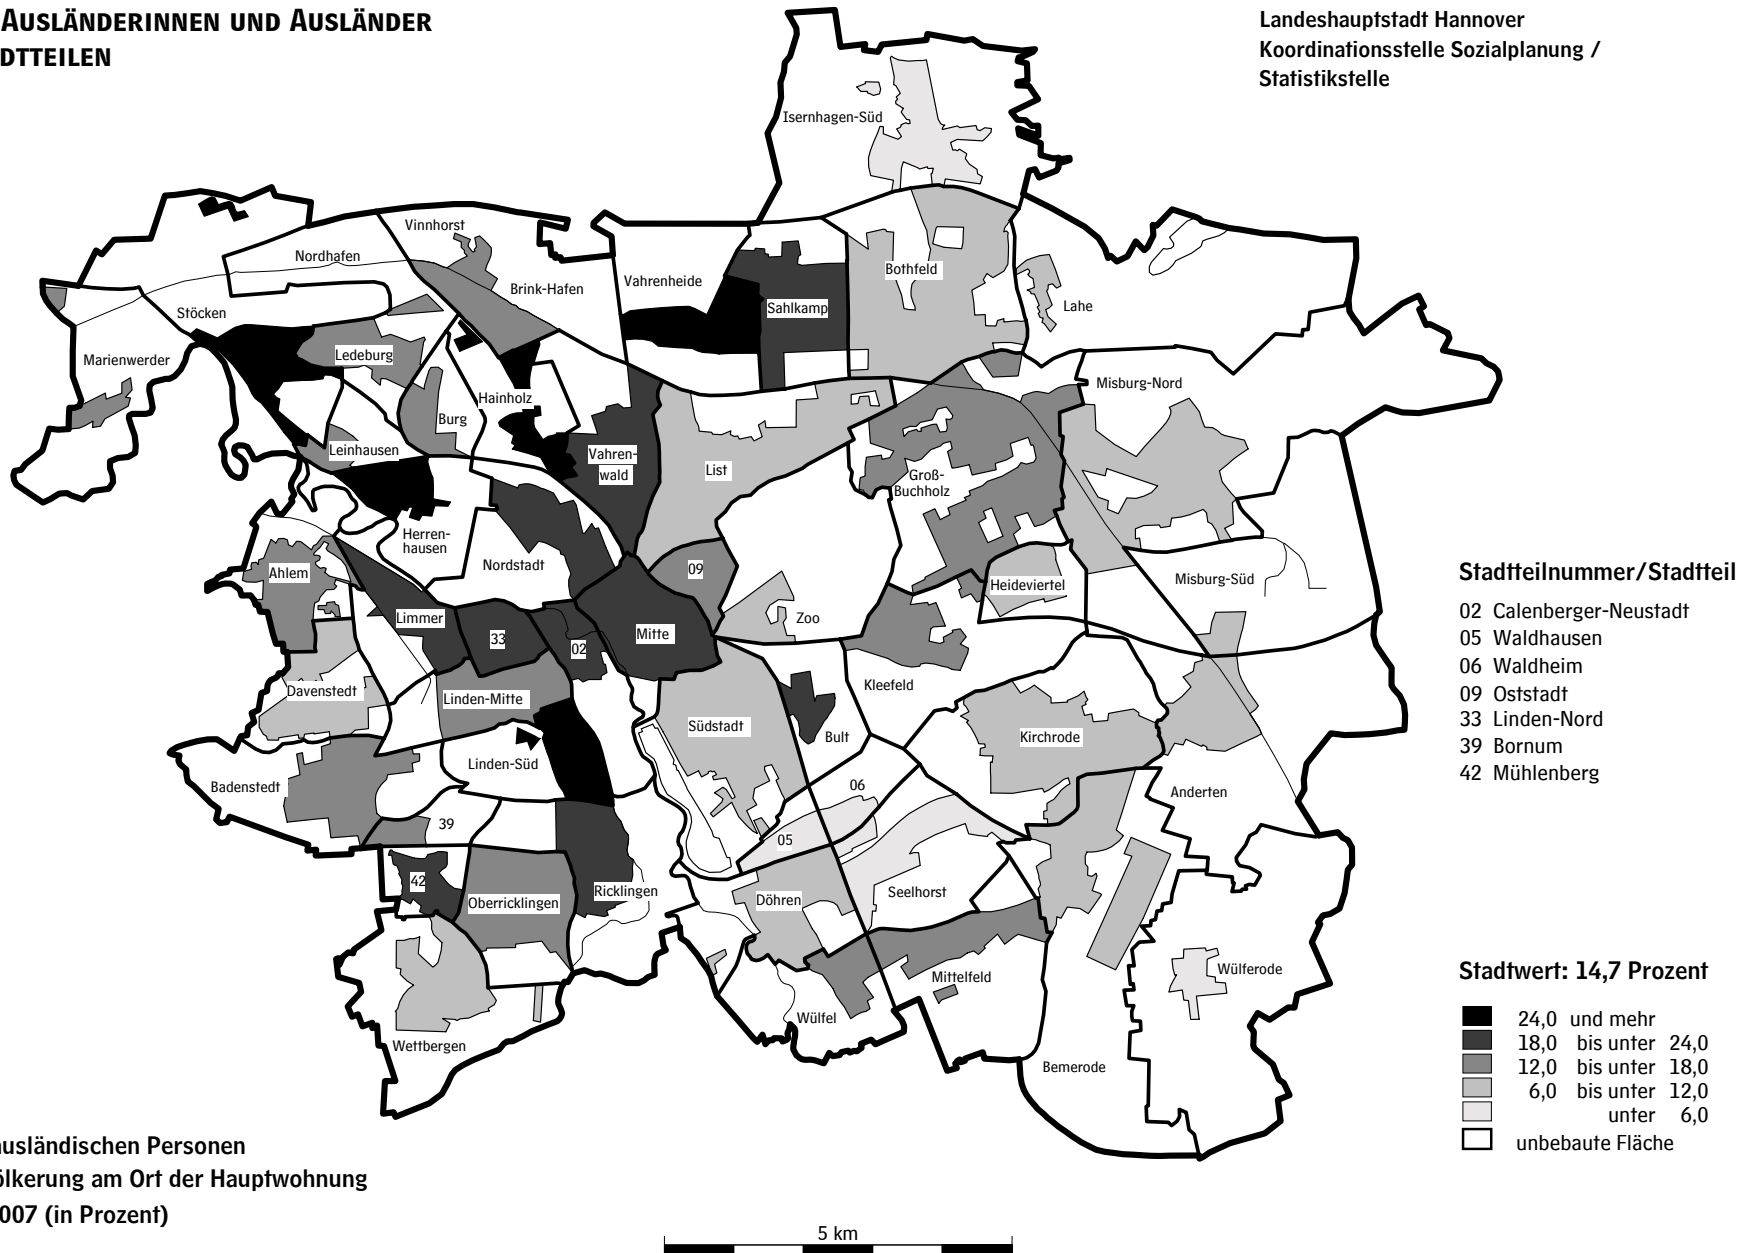 AUSLÄNDERINNEN UND AUSLÄNDER
DTTEILEN
Landeshauptstadt Hannover
Koordinationsstelle Sozialplanung /
Statistikstelle
Isernhagen-Süd
Vinnhorst
Nordhafen
Brink-Hafen
Vahrenheide
Bothfeld
Sahlkamp
Lahe
Stöcken
Marienwerder
Ledeburg
Misburg-Nord
Hainholz
Burg
Leinhausen
Vahren-
wald
List
Groß-
Buchholz
Herren-
hausen
Nordstadt
Ahlem
09
Heideviertel
Misburg-Süd
Limmer
33
02
Mitte
Zoo
Davenstedt
Linden-Mitte
Kleefeld
Südstadt
Bult
Kirchrode
Linden-Süd
Badenstedt
06
Anderten
39
05
42
Oberricklingen
Ricklingen
Döhren
Seelhorst
Mittelfeld
Wülferode
Wülfel
Wettbergen
Bemerode
Stadtteilnummer/Stadtteil
02 Calenberger-Neustadt
05 Waldhausen
06 Waldheim
09 Oststadt
33 Linden-Nord
39 Bornum
42 Mühlenberg
Stadtwert: 14,7 Prozent
24,0 und mehr
18,0 bis unter 24,0
12,0 bis unter 18,0
6,0 bis unter 12,0
unter 6,0
unbebaute Fläche
ausländischen Personen
ölkerung am Ort der Hauptwohnung
007 (in Prozent)
5 km